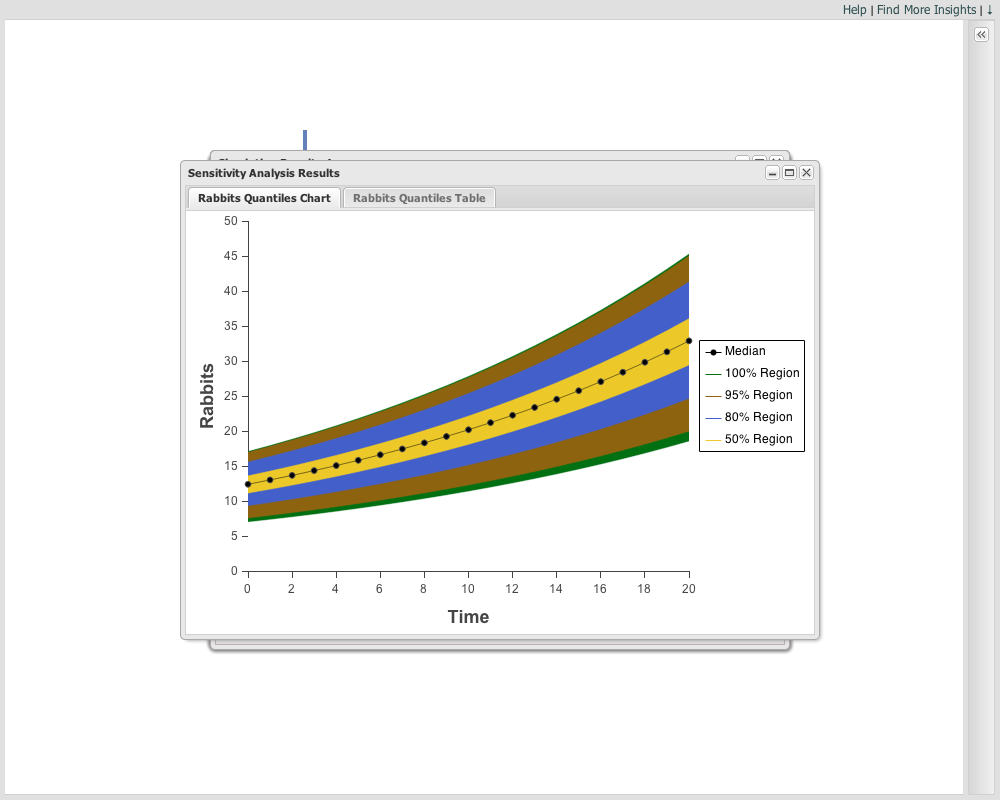 Help | Find More Insights | ↓
Sensitivity Analysis Results
Rabbits Quantiles Chart
Rabbits Quantiles Table
50
45
40
35
30
25
20
15
10
5
0
Rabbits
0 2 4 6 8 10 12 14 16 18 20
Time
Median
100% Region
95% Region
80% Region
50% Region